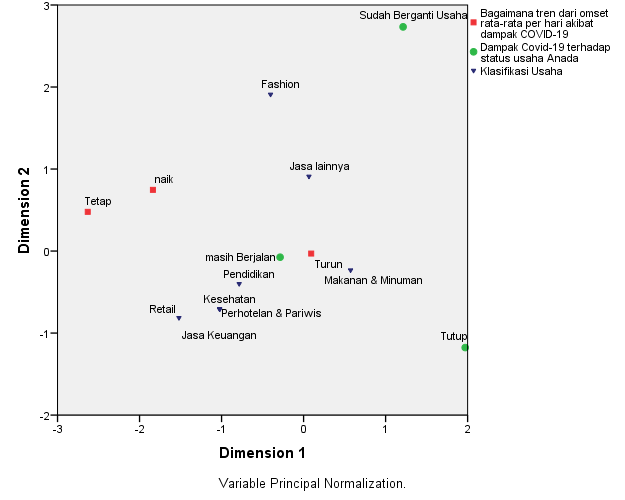 3
2
1
0
-1
-2
-3
-2
-1
0
1
2
Dimension 2
Dimension 1
Sudah Berganti Usaha
Fashion
Jasa lainnya
naik
Tetap
masih Berjalan
Turun
Pendidikan
Makanan & Minuman
Kesehatan
Retail
Perhotelan & Pariwis
Jasa Keuangan
Tutup
Bagaimana tren dari omset
rata-rata per hari akibat
dampak COVID-19
Dampak Covid-19 terhadap
status usaha Anada
Klasifikasi Usaha
Variable Principal Normalization.